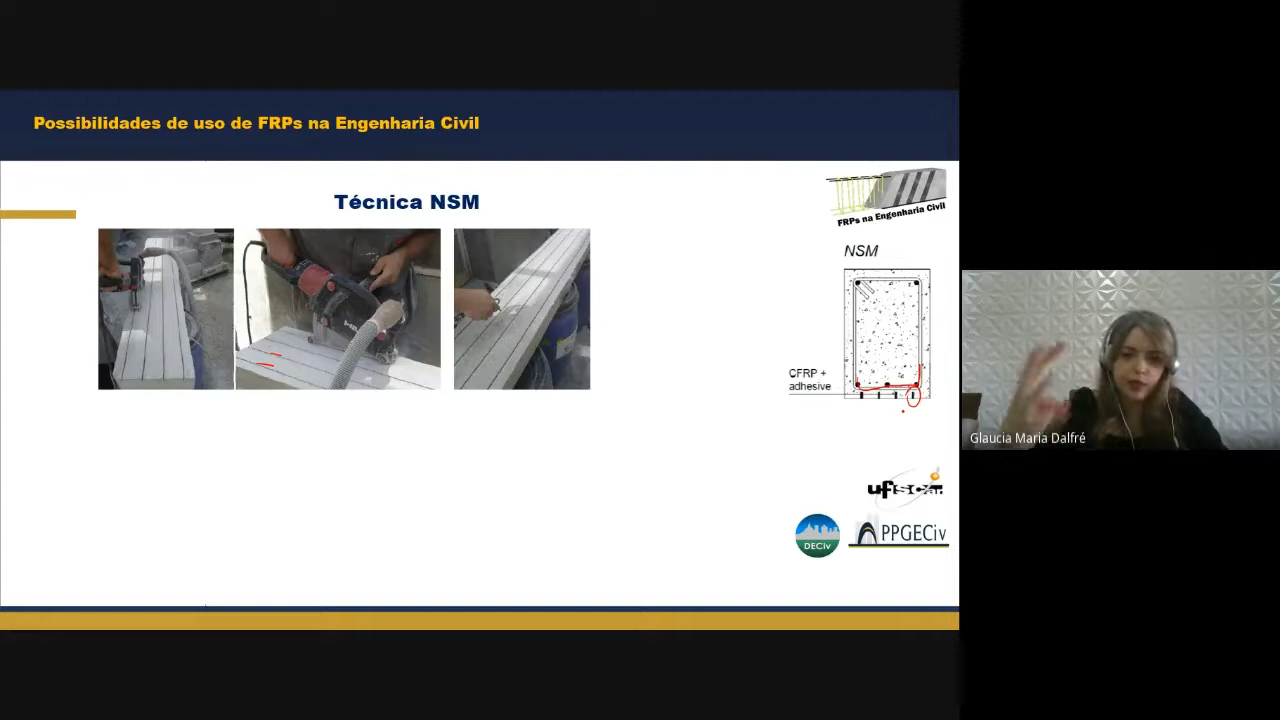 Possibilidades de uso de FRPs na Engenharia Civil
Técnica NSM
FRPs na Engenharia Civil
NSM
CFRP +
adhesive
Glaucia Maria Dalfré
ufscar
DECiv
PPGECiv